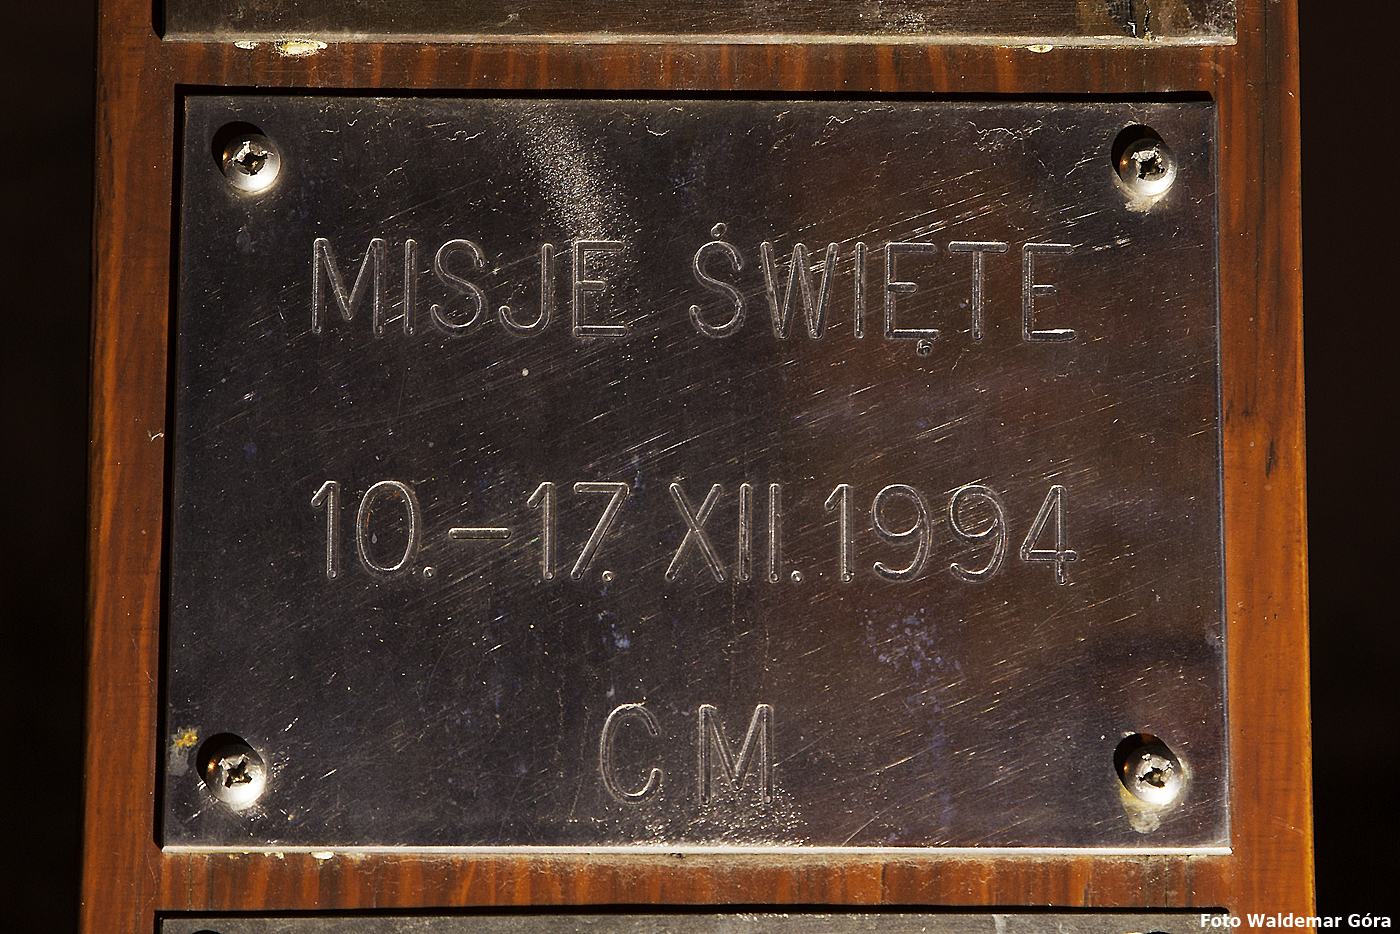 MISJE ŚWIĘTE
10.–17. XII. 1994
CM
Foto Waldemar Góra